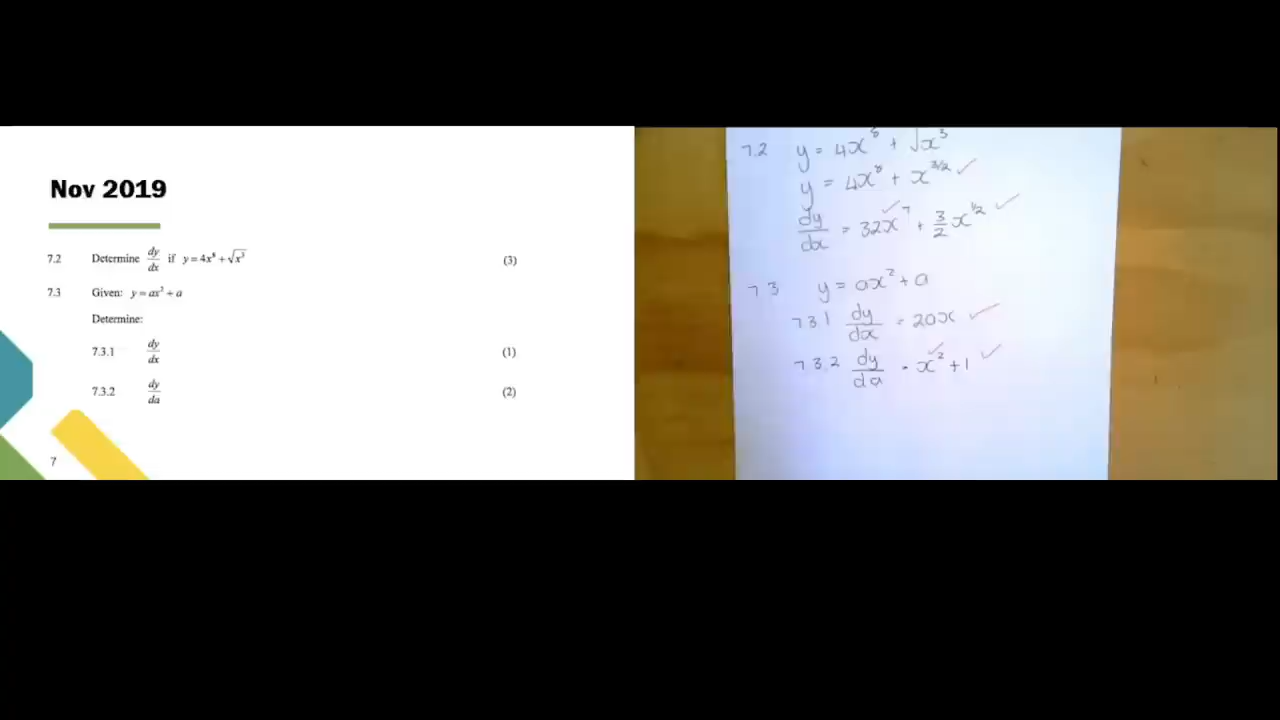 Nov 2019
7.2 Determine dy/dx if y = 4x⁸ + √x³ (3)
7.3 Given: y = ax² + a
Determine:
7.3.1 dy/dx (1)
7.3.2 dy/da (2)
7
7.2 y = 4x⁸ + √x³
y = 4x⁸ + x^3/2 ✓
dy/dx = 32x⁷ ✓ + 3/2 x^1/2 ✓
7.3 y = ax² + a
7.3.1 dy/dx = 2ax ✓
7.3.2 dy/da = x² ✓ + 1 ✓